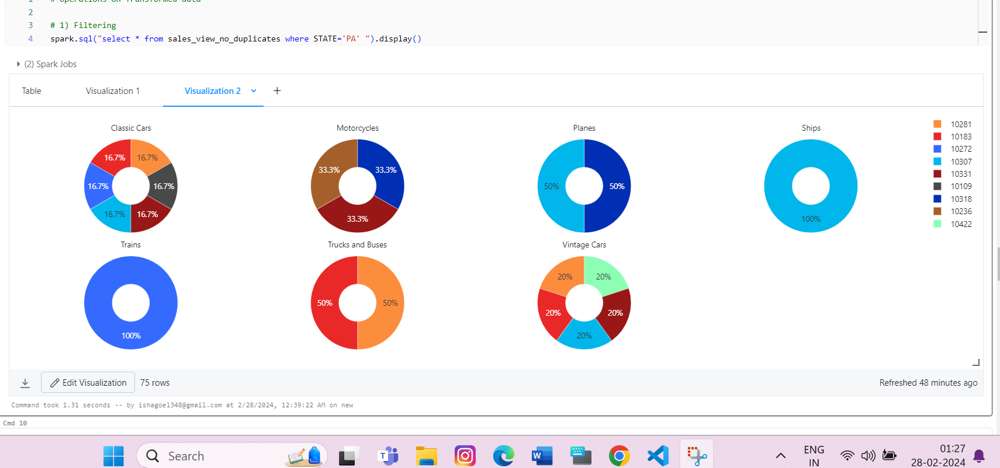 1 # Operations on Transformed data
2
3 # 1) Filtering
4 spark.sql("select * from sales_view_no_duplicates where STATE='PA' ").display()
(2) Spark Jobs
Table Visualization 1 Visualization 2 +
Classic Cars Motorcycles Planes Ships
16.7% 16.7%
16.7% 16.7%
16.7% 16.7%
33.3% 33.3%
33.3%
50% 50%
100%
10281
10183
10272
10307
10331
10109
10318
10236
10422
Trains Trucks and Buses Vintage Cars
100%
50% 50%
20% 20%
20% 20%
20%
Edit Visualization 75 rows Refreshed 48 minutes ago
Command took 1.31 seconds -- by ishagoel348@gmail.com at 2/28/2024, 12:39:22 AM on new
Cmd 10
Search
T
W
ENG
IN
01:27
28-02-2024